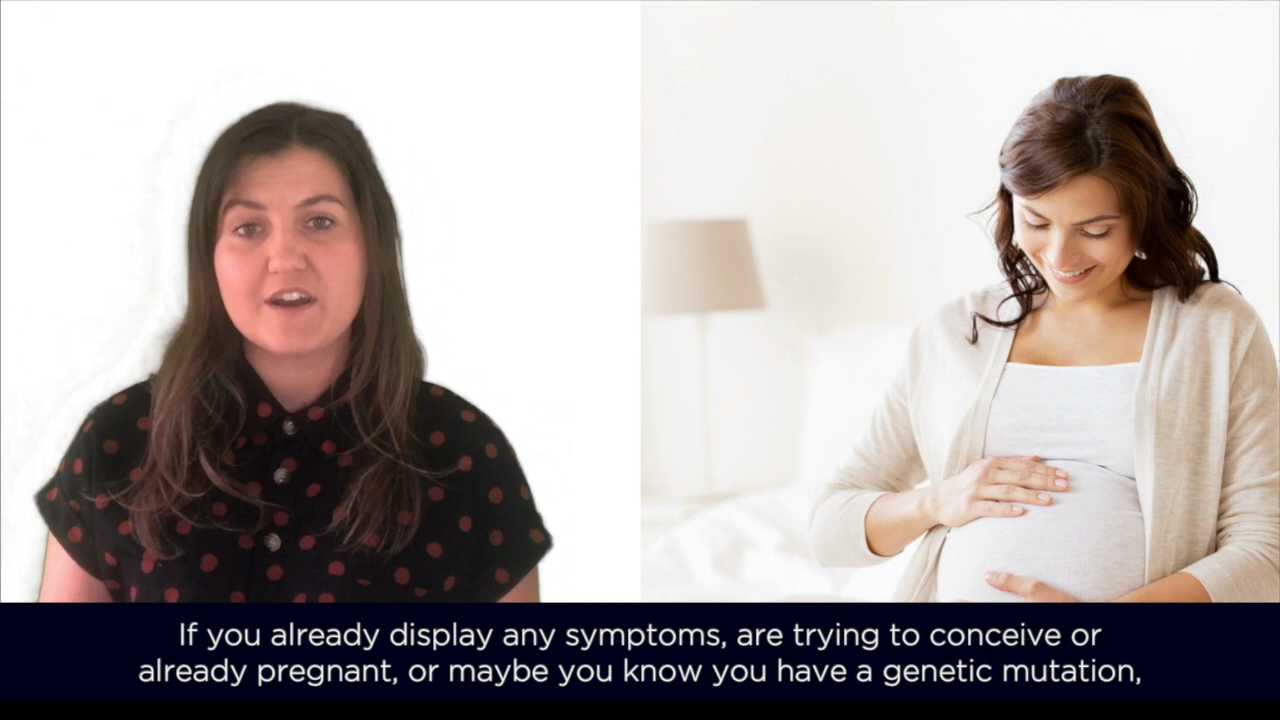 If you already display any symptoms, are trying to conceive or
already pregnant, or maybe you know you have a genetic mutation,